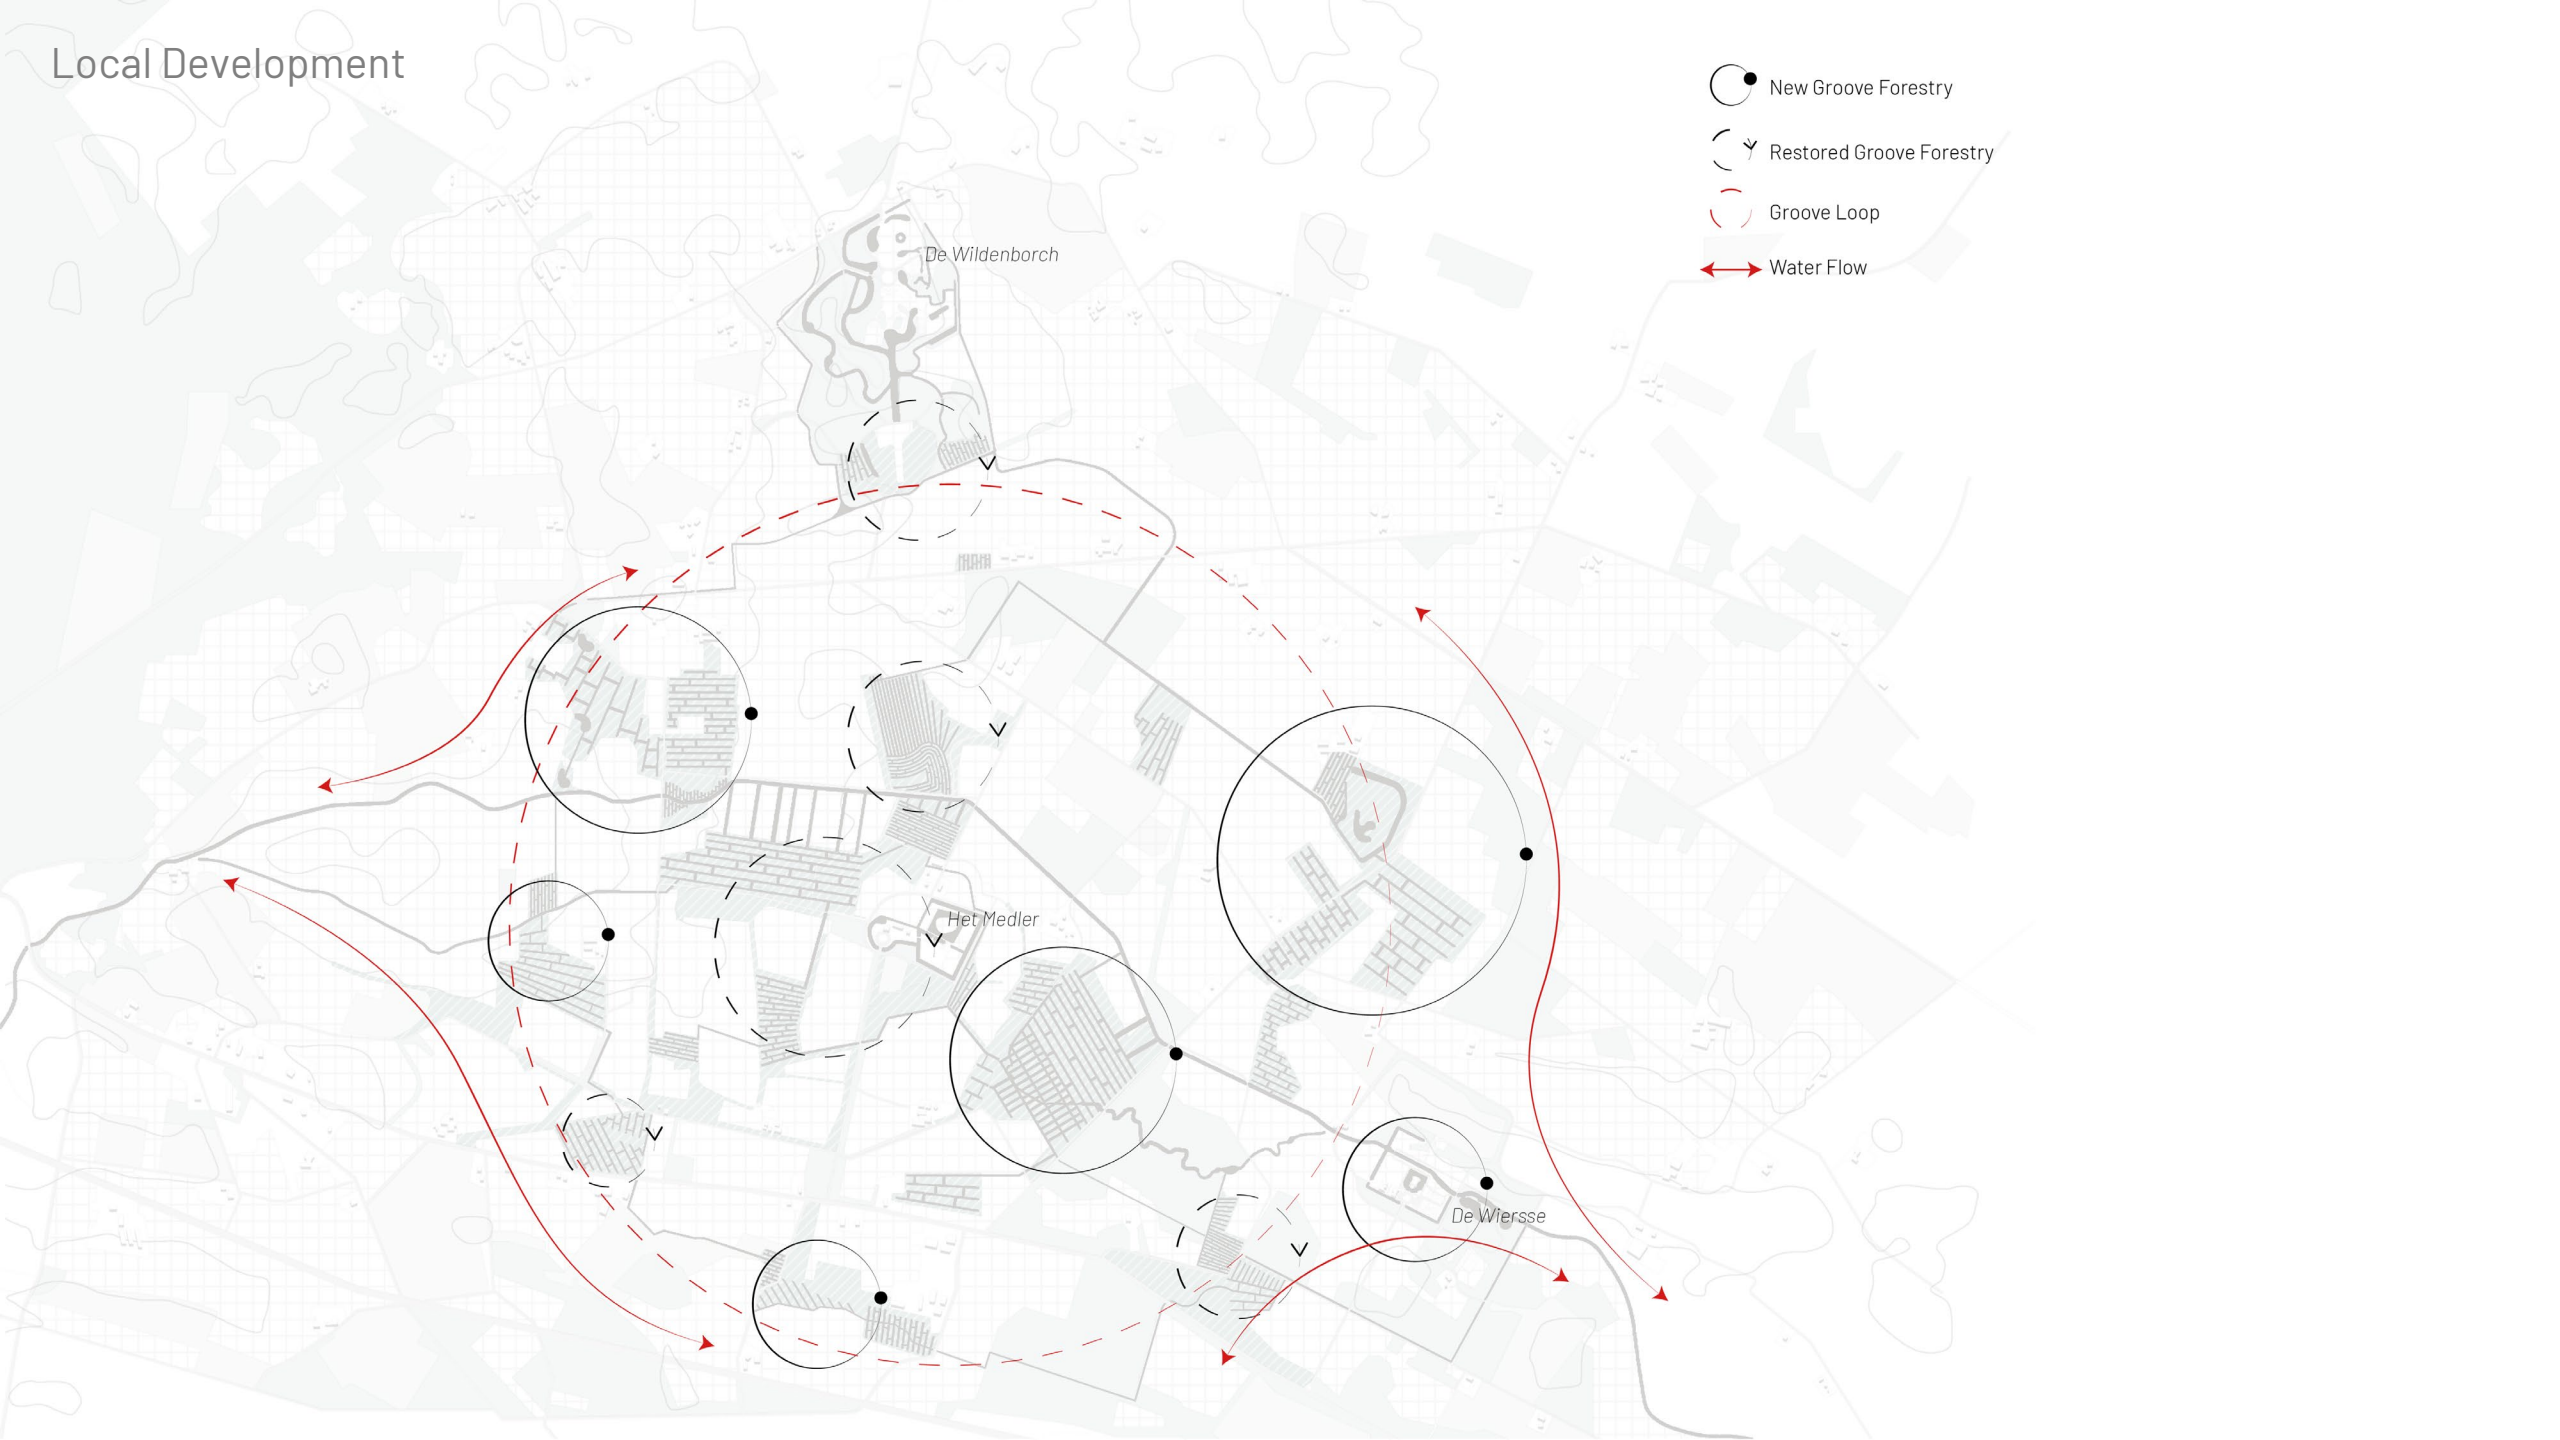 Local Development
New Groove Forestry
Restored Groove Forestry
Groove Loop
Water Flow
De Wildenborch
Het Medler
De Wiersse